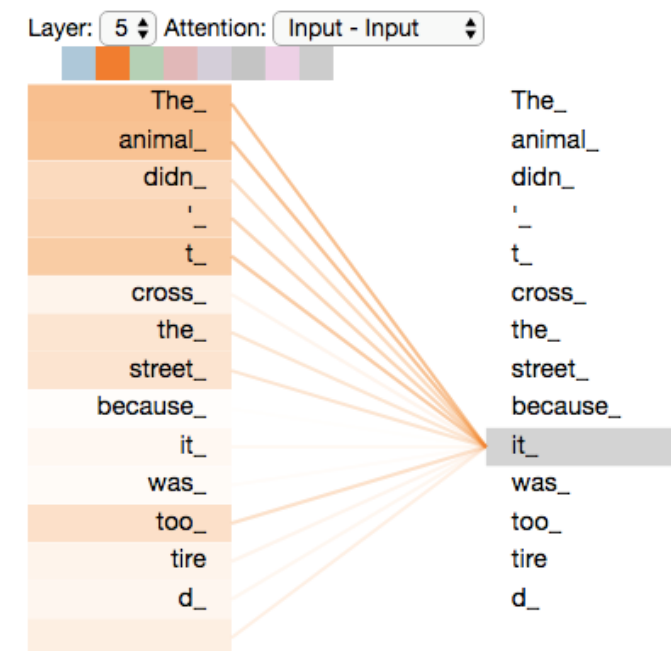 Layer: 5 Attention: Input - Input
The_ The_
animal_ animal_
didn_ didn_
'_ '_
t_ t_
cross_ cross_
the_ the_
street_ street_
because_ because_
it_ it_
was_ was_
too_ too_
tire tire
d_ d_